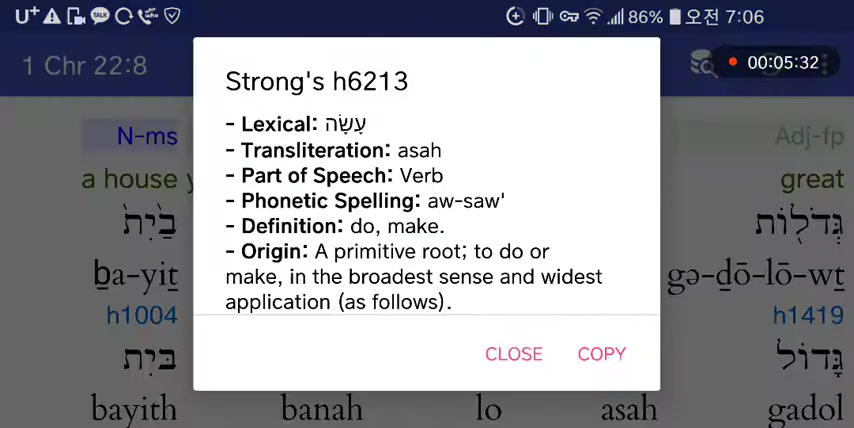 U+ TALK 86% 오전 7:06
1 Chr 22:8 00:05:32
Strong's h6213
- Lexical: עָשָׂה
- Transliteration: asah
- Part of Speech: Verb
- Phonetic Spelling: aw-saw'
- Definition: do, make.
- Origin: A primitive root; to do or
make, in the broadest sense and widest
application (as follows).
CLOSE COPY
N-ms Adj-fp
a house great
בַּ֙יִת֙ גְּדֹל֖וֹת
ḇa-yiṯ gə-ḏō-lō-wṯ
h1004 h1419
בַּיִת גָּדוֹל
bayith banah lo asah gadol